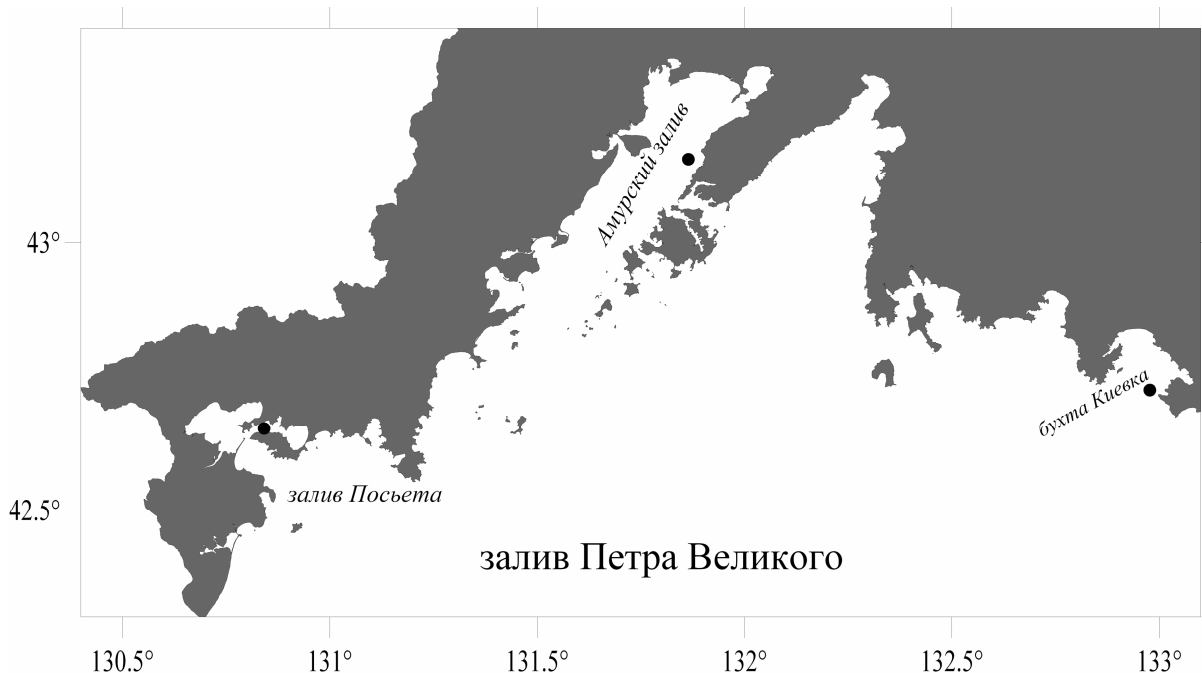 Амурский залив
43°
бухта Киевка
залив Посьета
42.5°
залив Петра Великого
130.5° 131° 131.5° 132° 132.5° 133°